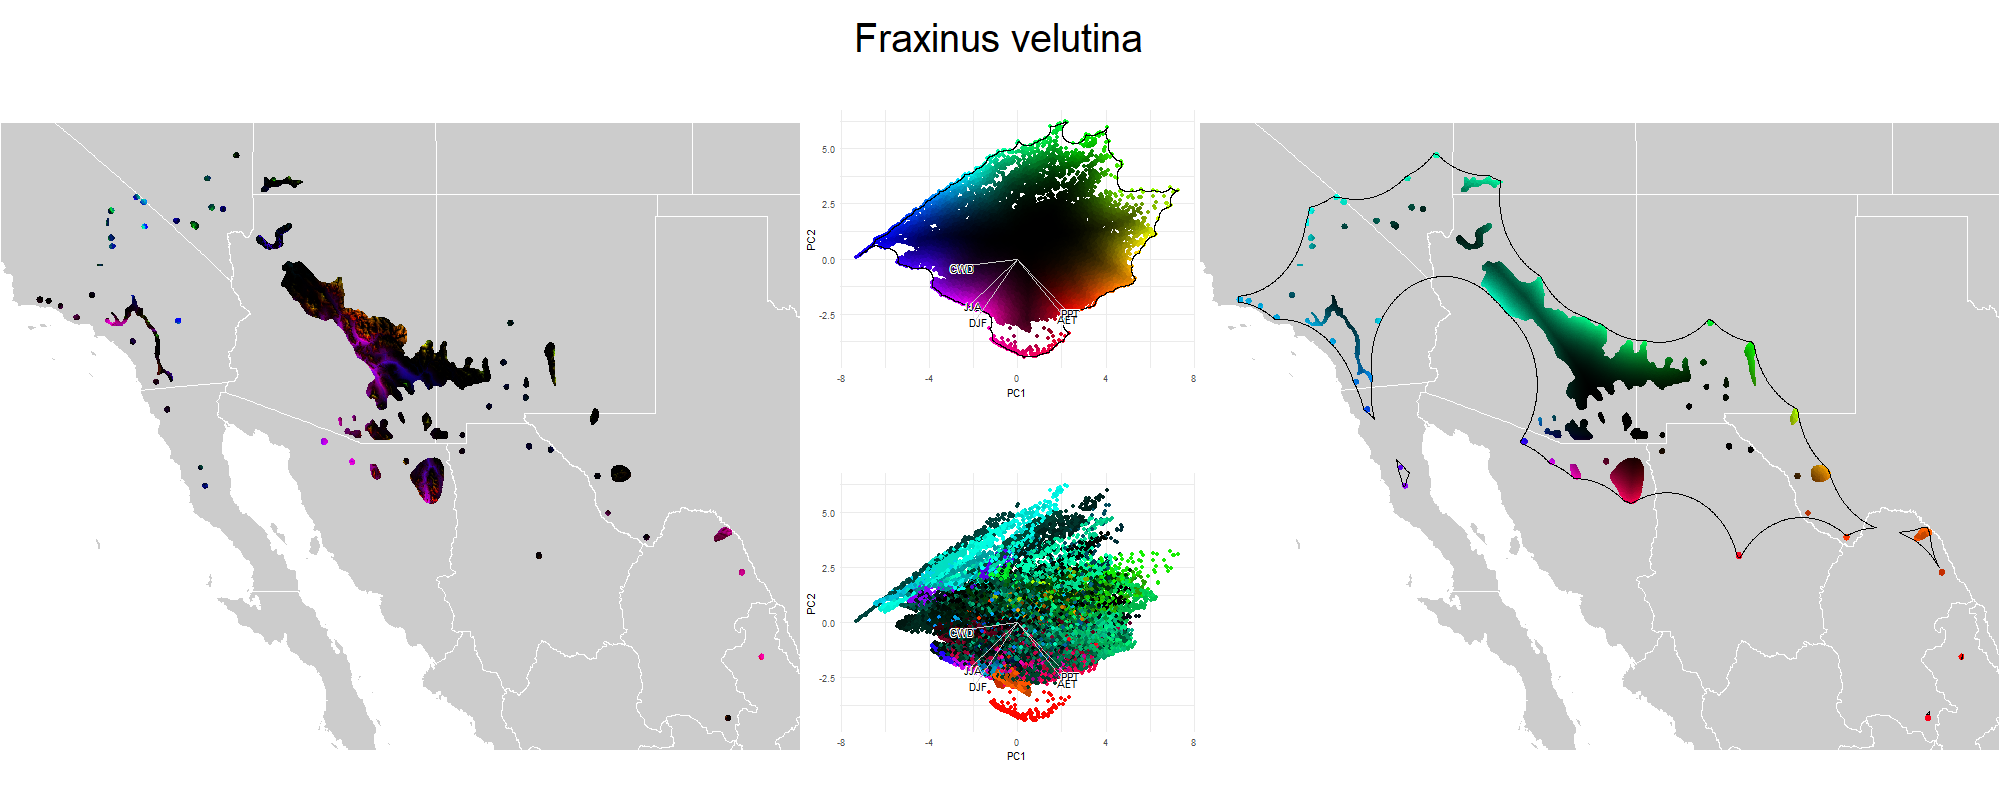 Fraxinus velutina
5.0
2.5
0.0
-2.5
PC2
CWD
JJA
DJF
PPT
AET
-8
-4
0
4
8
PC1
5.0
2.5
0.0
-2.5
PC2
CWD
JJA
DJF
PPT
AET
-8
-4
0
4
8
PC1